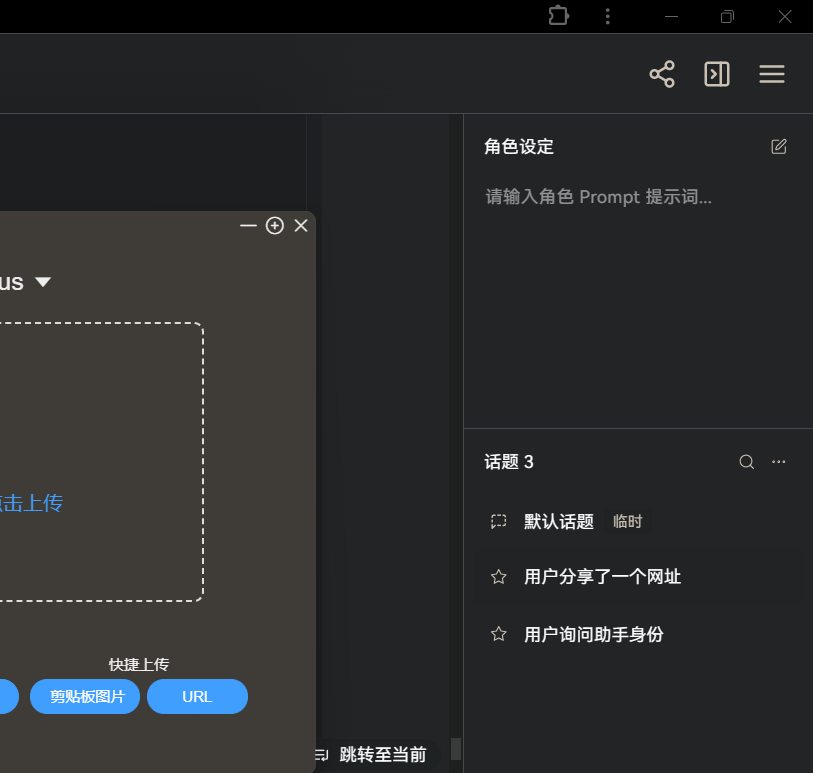 角色设定
请输入角色 Prompt 提示词...
us
击上传
快捷上传
剪贴板图片
URL
话题 3
默认话题 临时
用户分享了一个网址
用户询问助手身份
跳转至当前